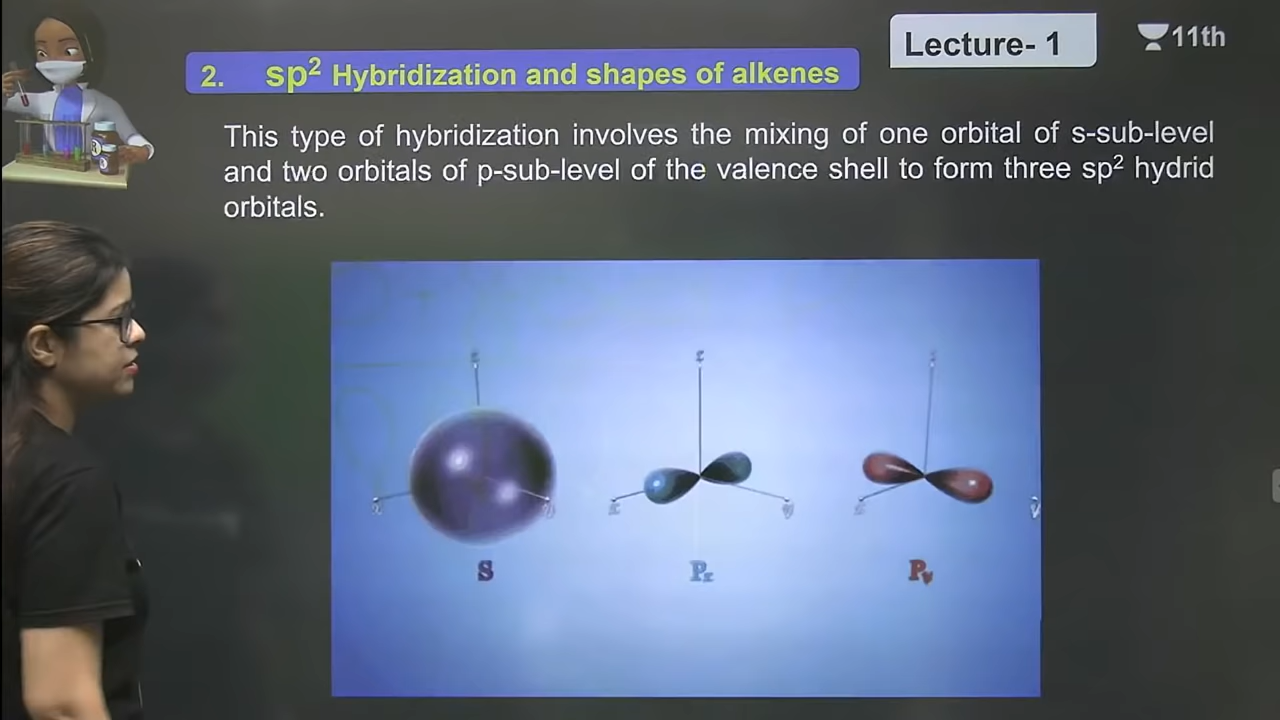 Lecture- 1
11th
2. sp² Hybridization and shapes of alkenes
This type of hybridization involves the mixing of one orbital of s-sub-level
and two orbitals of p-sub-level of the valence shell to form three sp² hydrid
orbitals.
z z
x y x y x
S Px Py